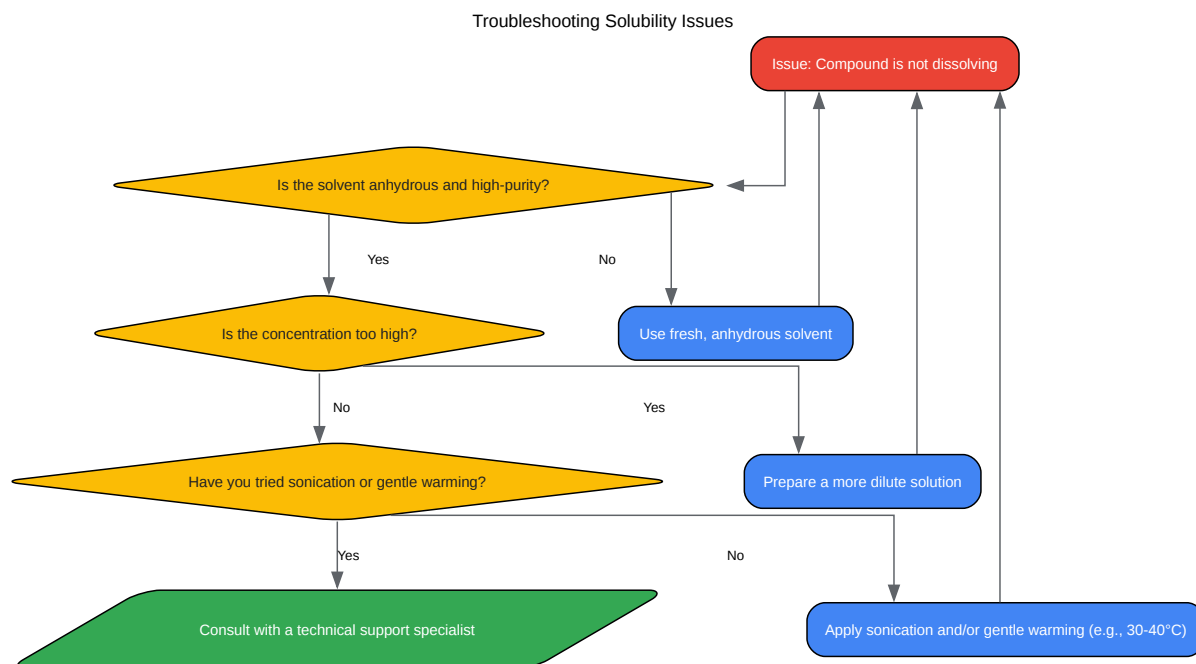 Troubleshooting Solubility Issues
Issue: Compound is not dissolving
Is the solvent anhydrous and high-purity?
Yes
No
Is the concentration too high?
Use fresh, anhydrous solvent
No
Yes
Have you tried sonication or gentle warming?
Prepare a more dilute solution
Yes
No
Consult with a technical support specialist
Apply sonication and/or gentle warming (e.g., 30-40°C)